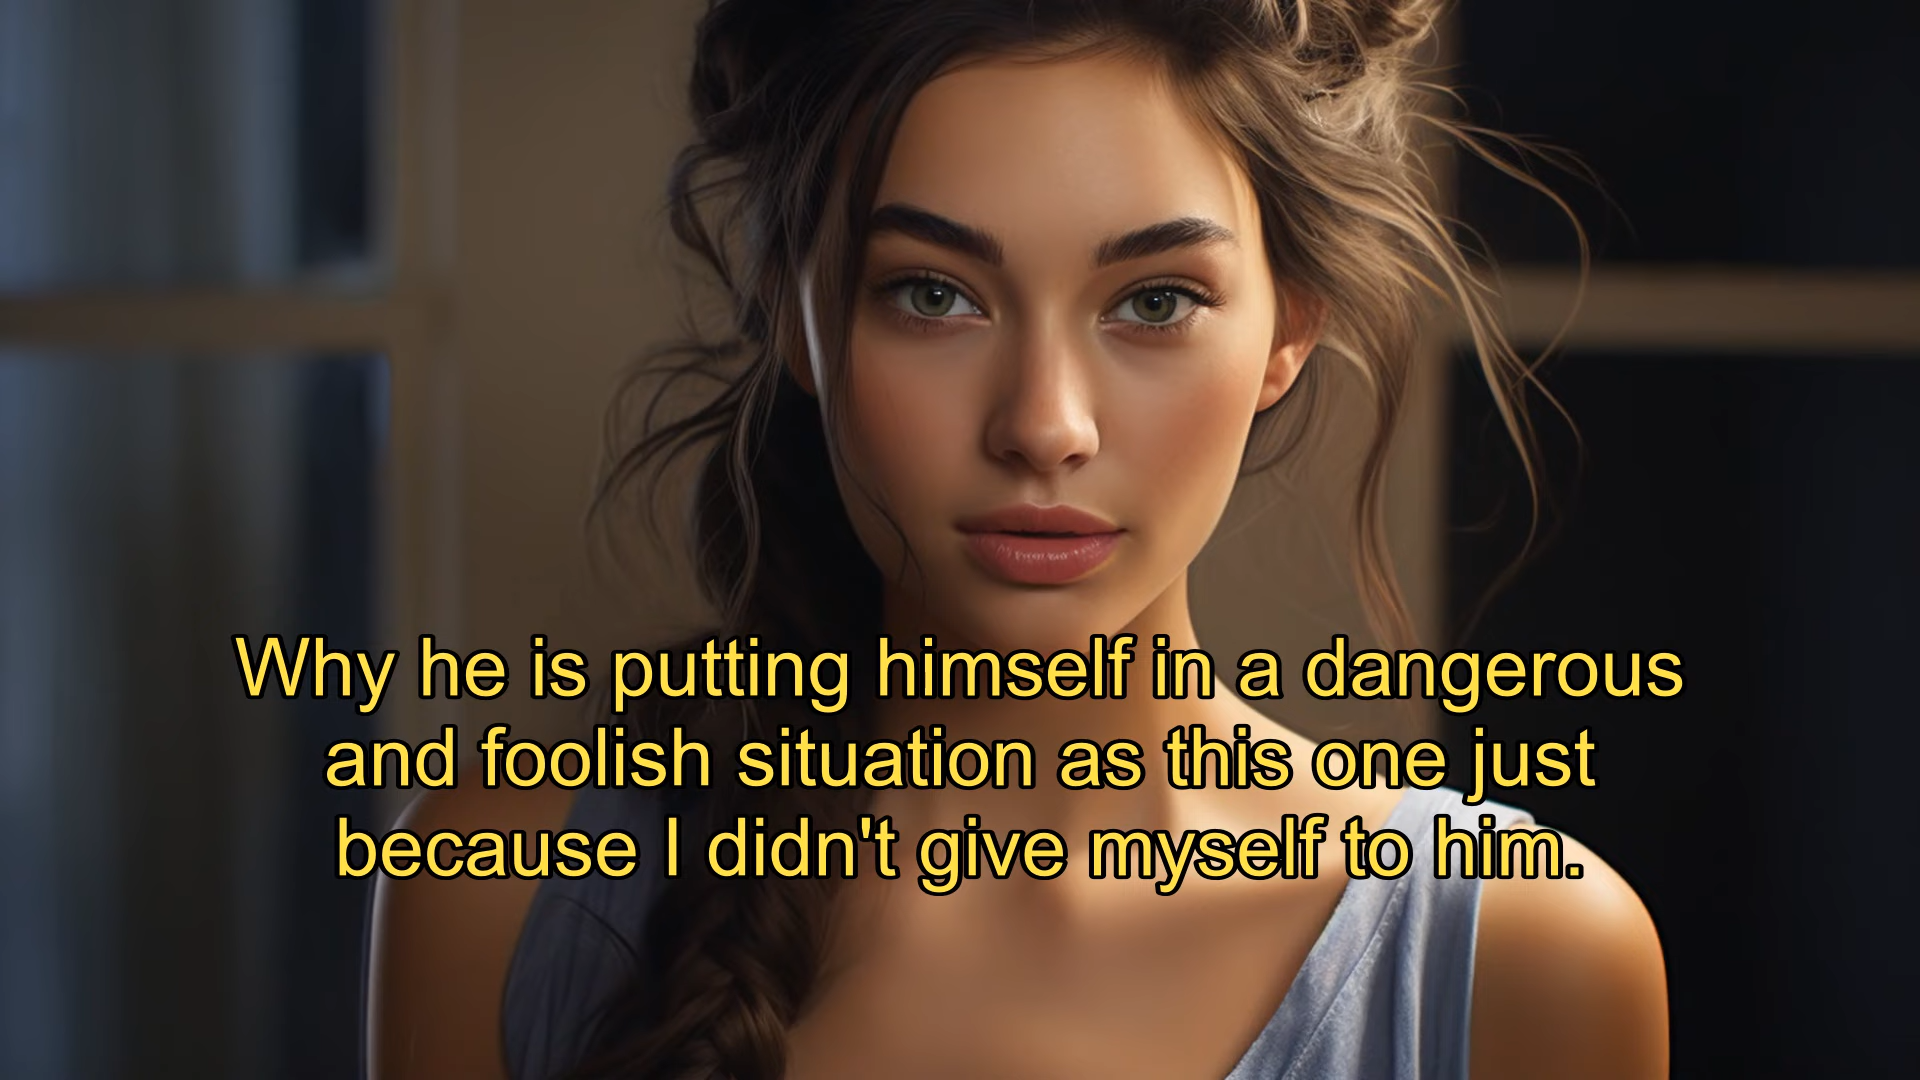 Why he is putting himself in a dangerous
and foolish situation as this one just
because I didn't give myself to him.